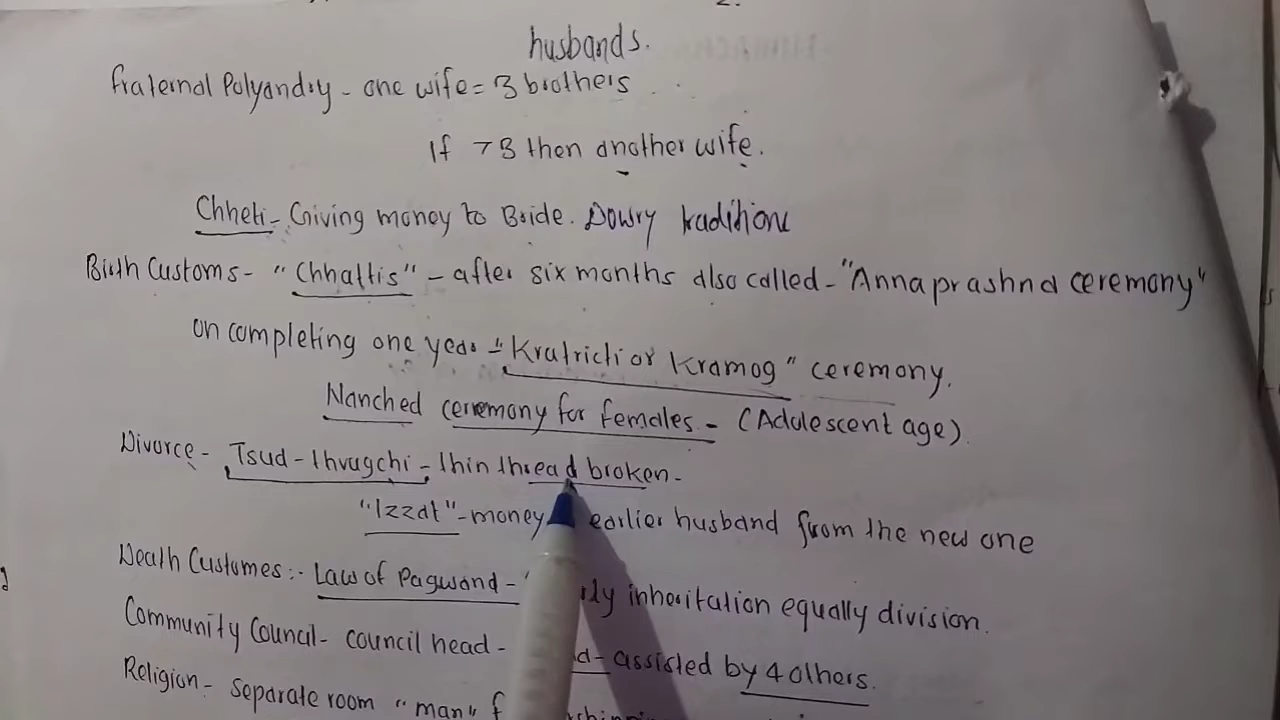 husbands.
fraternal Polyandry - one wife = 3 brothers
If >3 then another wife.
Chheti - Giving money to Bride. Dowry tradition
Birth Customs - "Chhattis" - after six months also called - "Annaprashna ceremony"
on completing one year - "Kratricti or Kramog" ceremony.
Nanched ceremony for females - (Adolescent age).
Divorce - Tsud - thvugchi - thin thread broken.
"Izzat" - money earlier husband from the new one
Death Customes:- Law of Pagwand - inheritation equally division.
Community Council - council head - assisted by 4 others.
Religion - separate room "man"